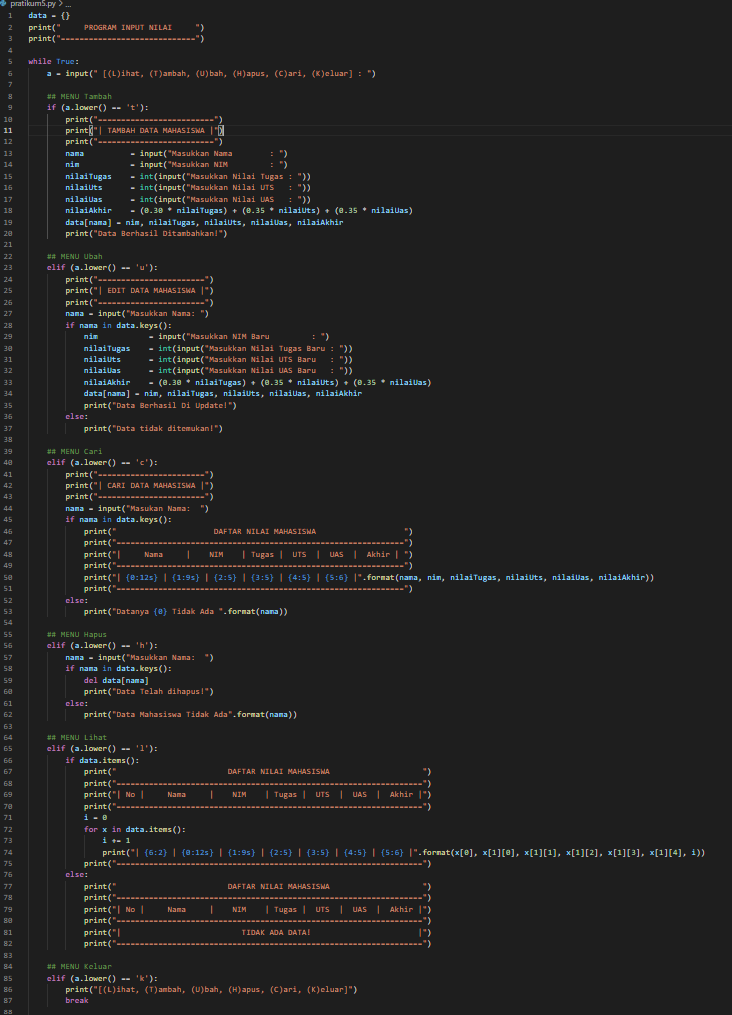 pratikum5.py > ...
1 data = {}
2 print("     PROGRAM INPUT NILAI     ")
3 print("=============================")
4
5 while True:
6     a = input(" [(L)ihat, (T)ambah, (U)bah, (H)apus, (C)ari, (K)eluar] : ")
7
8     ## MENU Tambah
9     if (a.lower() == 't'):
10         print("=========================")
11         print("| TAMBAH DATA MAHASISWA |")
12         print("=========================")
13         nama          = input("Masukkan Nama        : ")
14         nim           = input("Masukkan NIM         : ")
15         nilaiTugas    = int(input("Masukkan Nilai Tugas : "))
16         nilaiUts      = int(input("Masukkan Nilai UTS   : "))
17         nilaiUas      = int(input("Masukkan Nilai UAS   : "))
18         nilaiAkhir    = (0.30 * nilaiTugas) + (0.35 * nilaiUts) + (0.35 * nilaiUas)
19         data[nama] = nim, nilaiTugas, nilaiUts, nilaiUas, nilaiAkhir
20         print("Data Berhasil Ditambahkan!")
21
22     ## MENU Ubah
23     elif (a.lower() == 'u'):
24         print("=======================")
25         print("| EDIT DATA MAHASISWA |")
26         print("=======================")
27         nama = input("Masukkan Nama: ")
28         if nama in data.keys():
29             nim           = input("Masukkan NIM Baru         : ")
30             nilaiTugas    = int(input("Masukkan Nilai Tugas Baru : "))
31             nilaiUts      = int(input("Masukkan Nilai UTS Baru   : "))
32             nilaiUas      = int(input("Masukkan Nilai UAS Baru   : "))
33             nilaiAkhir    = (0.30 * nilaiTugas) + (0.35 * nilaiUts) + (0.35 * nilaiUas)
34             data[nama] = nim, nilaiTugas, nilaiUts, nilaiUas, nilaiAkhir
35             print("Data Berhasil Di Update!")
36         else:
37             print("Data tidak ditemukan!")
38
39     ## MENU Cari
40     elif (a.lower() == 'c'):
41         print("=======================")
42         print("| CARI DATA MAHASISWA |")
43         print("=======================")
44         nama = input("Masukan Nama:  ")
45         if nama in data.keys():
46             print("                     DAFTAR NILAI MAHASISWA                   ")
47             print("==============================================================")
48             print("|     Nama     |    NIM    | Tugas |  UTS  |  UAS  |  Akhir | ")
49             print("==============================================================")
50             print("| {0:12s} | {1:9s} | {2:5} | {3:5} | {4:5} | {5:6} |".format(nama, nim, nilaiTugas, nilaiUts, nilaiUas, nilaiAkhir))
51             print("==============================================================")
52         else:
53             print("Datanya {0} Tidak Ada ".format(nama))
54
55     ## MENU Hapus
56     elif (a.lower() == 'h'):
57         nama = input("Masukkan Nama:  ")
58         if nama in data.keys():
59             del data[nama]
60             print("Data Telah dihapus!")
61         else:
62             print("Data Mahasiswa Tidak Ada".format(nama))
63
64     ## MENU Lihat
65     elif (a.lower() == 'l'):
66         if data.items():
67             print("                        DAFTAR NILAI MAHASISWA                    ")
68             print("==================================================================")
69             print("| No |     Nama     |    NIM    | Tugas |  UTS  |  UAS  |  Akhir |")
70             print("==================================================================")
71             i = 0
72             for x in data.items():
73                 i += 1
74                 print("| {6:2} | {0:12s} | {1:9s} | {2:5} | {3:5} | {4:5} | {5:6} |".format(x[0], x[1][0], x[1][1], x[1][2], x[1][3], x[1][4], i))
75             print("==================================================================")
76         else:
77             print("                        DAFTAR NILAI MAHASISWA                    ")
78             print("==================================================================")
79             print("| No |     Nama     |    NIM    | Tugas |  UTS  |  UAS  |  Akhir |")
80             print("==================================================================")
81             print("|                          TIDAK ADA DATA!                       |")
82             print("==================================================================")
83
84     ## MENU Keluar
85     elif (a.lower() == 'k'):
86         print("[(L)ihat, (T)ambah, (U)bah, (H)apus, (C)ari, (K)eluar]")
87         break
88